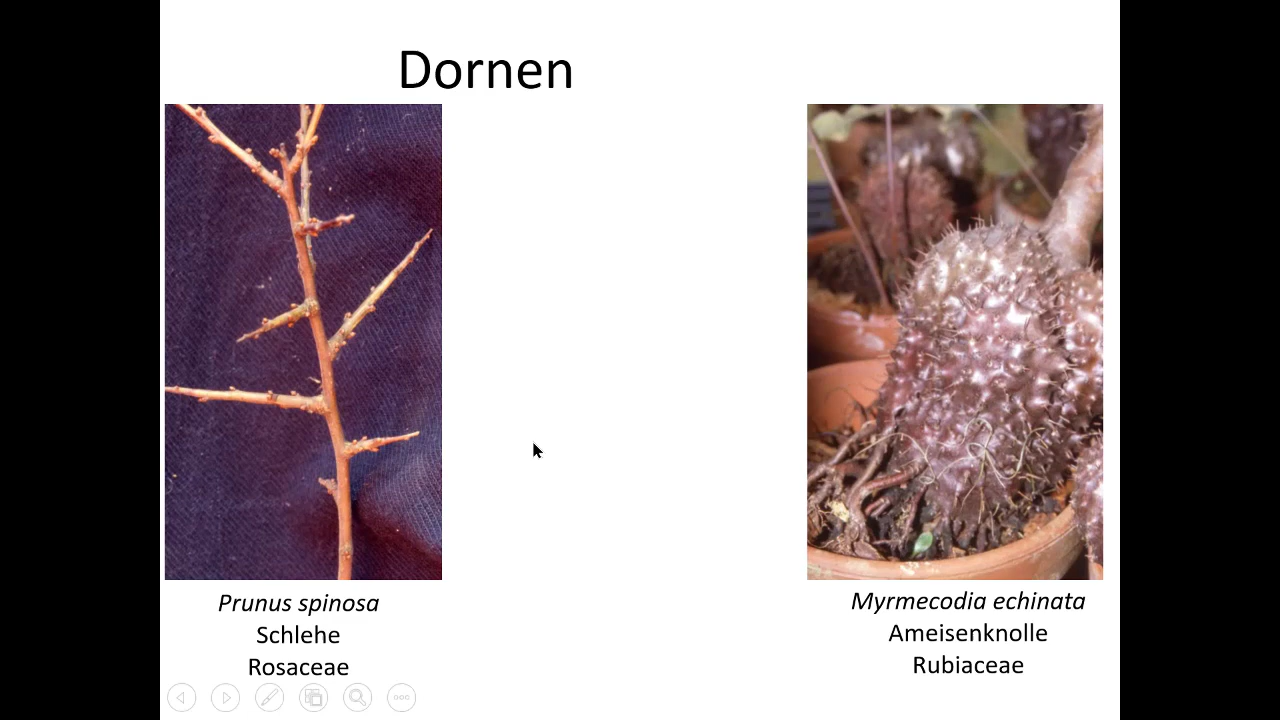 Dornen
Prunus spinosa
Schlehe
Rosaceae
Myrmecodia echinata
Ameisenknolle
Rubiaceae